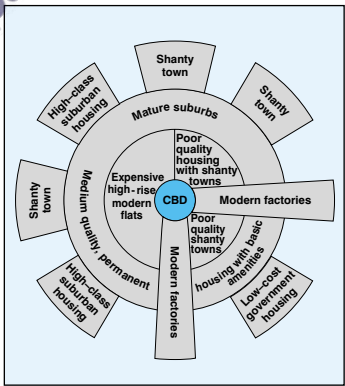 Shanty
town
High-class
suburban
housing
Shanty
town
Mature suburbs
Poor
quality
housing
with shanty
towns
Expensive
high-rise
modern
flats
CBD
Modern factories
Shanty
town
Medium quality, permanent
Poor
quality
shanty
towns
housing with basic
amenities
Modern factories
High-class
suburban
housing
Low-cost
government
housing